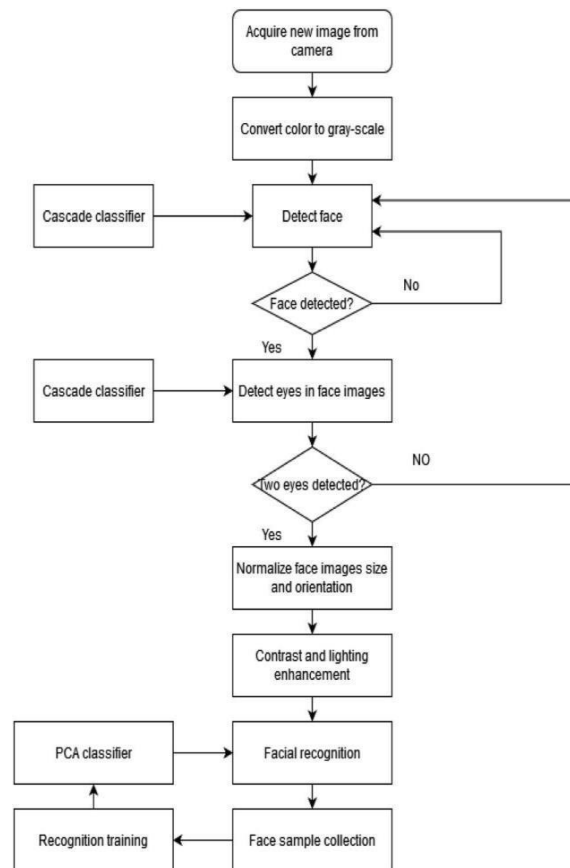 Acquire new image from
camera
Convert color to gray-scale
Cascade classifier
Detect face
Face detected?
No
Yes
Cascade classifier
Detect eyes in face images
Two eyes detected?
NO
Yes
Normalize face images size
and orientation
Contrast and lighting
enhancement
PCA classifier
Facial recognition
Recognition training
Face sample collection